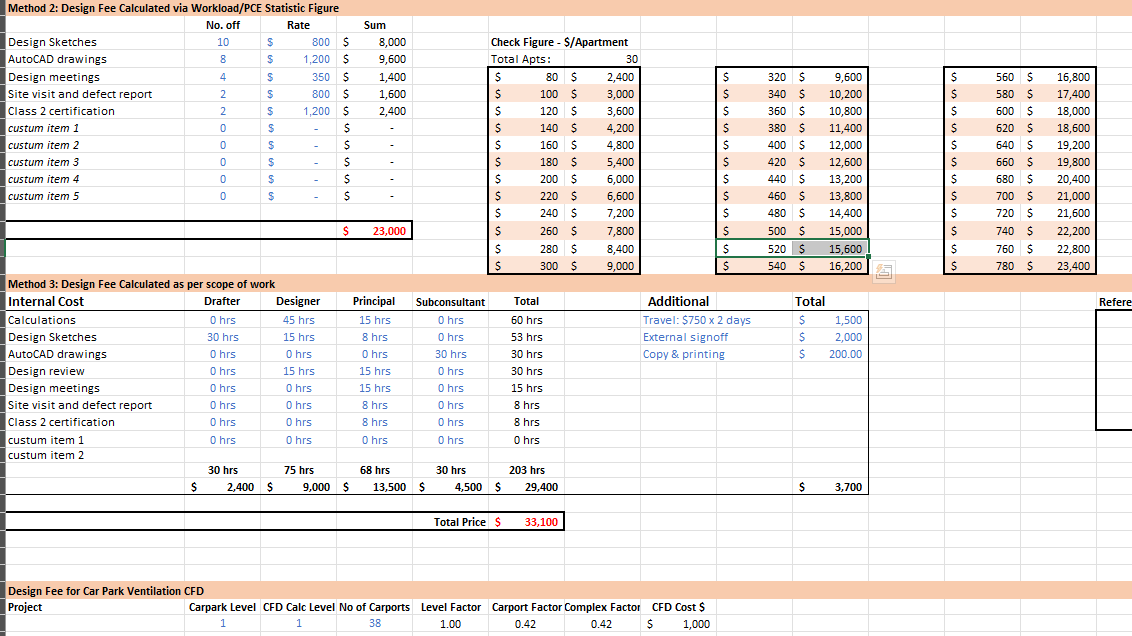 Method 2: Design Fee Calculated via Workload/PCE Statistic Figure
No. off Rate Sum
Design Sketches 10 $ 800 $ 8,000 Check Figure - $/Apartment
AutoCAD drawings 8 $ 1,200 $ 9,600 Total Apts: 30
Design meetings 4 $ 350 $ 1,400 $ 80 $ 2,400 $ 320 $ 9,600 $ 560 $ 16,800
Site visit and defect report 2 $ 800 $ 1,600 $ 100 $ 3,000 $ 340 $ 10,200 $ 580 $ 17,400
Class 2 certification 2 $ 1,200 $ 2,400 $ 120 $ 3,600 $ 360 $ 10,800 $ 600 $ 18,000
custum item 1 0 $ - $ - $ 140 $ 4,200 $ 380 $ 11,400 $ 620 $ 18,600
custum item 2 0 $ - $ - $ 160 $ 4,800 $ 400 $ 12,000 $ 640 $ 19,200
custum item 3 0 $ - $ - $ 180 $ 5,400 $ 420 $ 12,600 $ 660 $ 19,800
custum item 4 0 $ - $ - $ 200 $ 6,000 $ 440 $ 13,200 $ 680 $ 20,400
custum item 5 0 $ - $ - $ 220 $ 6,600 $ 460 $ 13,800 $ 700 $ 21,000
$ 240 $ 7,200 $ 480 $ 14,400 $ 720 $ 21,600
$ 23,000 $ 260 $ 7,800 $ 500 $ 15,000 $ 740 $ 22,200
$ 280 $ 8,400 $ 520 $ 15,600 $ 760 $ 22,800
$ 300 $ 9,000 $ 540 $ 16,200 $ 780 $ 23,400
Method 3: Design Fee Calculated as per scope of work
Internal Cost Drafter Designer Principal Subconsultant Total Additional Total Refere
Calculations 0 hrs 45 hrs 15 hrs 0 hrs 60 hrs Travel: $750 x 2 days $ 1,500
Design Sketches 30 hrs 15 hrs 8 hrs 0 hrs 53 hrs External signoff $ 2,000
AutoCAD drawings 0 hrs 0 hrs 0 hrs 30 hrs 30 hrs Copy & printing $ 200.00
Design review 0 hrs 15 hrs 15 hrs 0 hrs 30 hrs
Design meetings 0 hrs 0 hrs 15 hrs 0 hrs 15 hrs
Site visit and defect report 0 hrs 0 hrs 8 hrs 0 hrs 8 hrs
Class 2 certification 0 hrs 0 hrs 8 hrs 0 hrs 8 hrs
custum item 1 0 hrs 0 hrs 0 hrs 0 hrs 0 hrs
custum item 2
30 hrs 75 hrs 68 hrs 30 hrs 203 hrs
$ 2,400 $ 9,000 $ 13,500 $ 4,500 $ 29,400 $ 3,700
Total Price $ 33,100
Design Fee for Car Park Ventilation CFD
Project Carpark Level CFD Calc Level No of Carports Level Factor Carport Factor Complex Factor CFD Cost $
1 1 38 1.00 0.42 0.42 $ 1,000